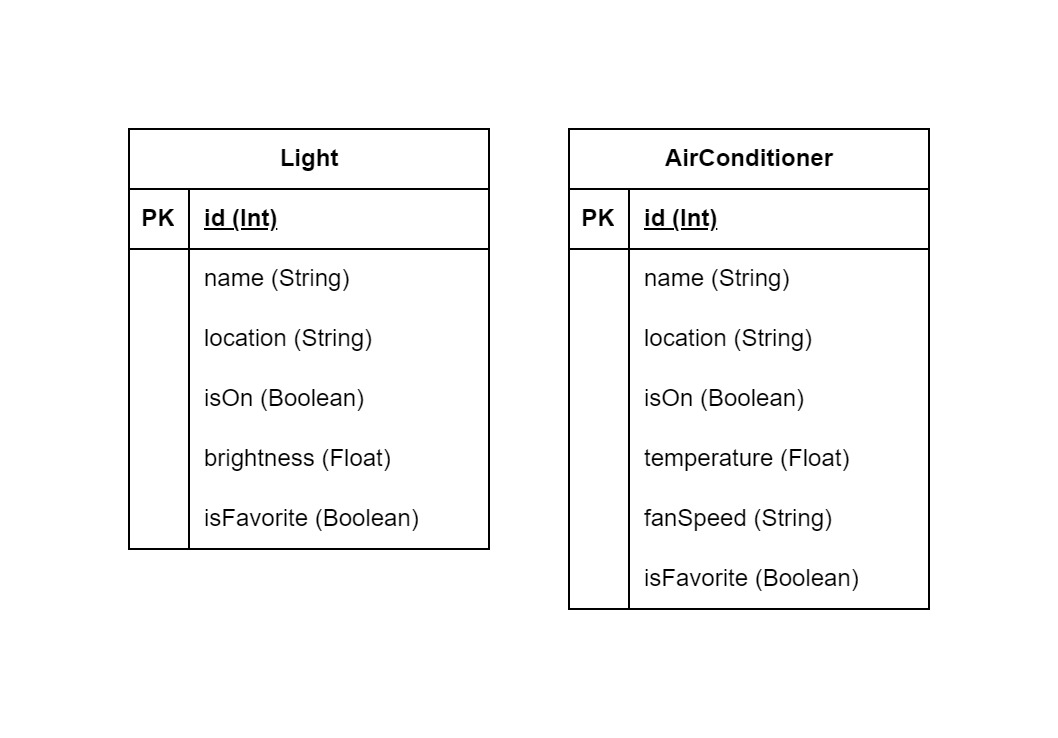 Light
PK id (Int)
name (String)
location (String)
isOn (Boolean)
brightness (Float)
isFavorite (Boolean)
AirConditioner
PK id (Int)
name (String)
location (String)
isOn (Boolean)
temperature (Float)
fanSpeed (String)
isFavorite (Boolean)